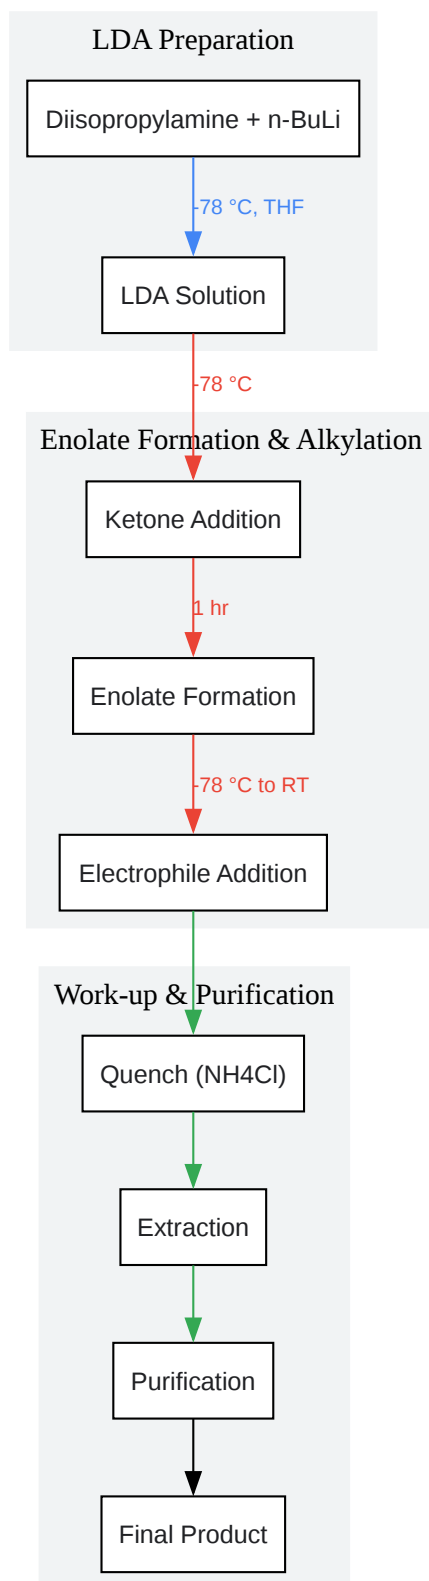 LDA Preparation
Diisopropylamine + n-BuLi
-78 °C, THF
LDA Solution
-78 °C
Enolate Formation & Alkylation
Ketone Addition
1 hr
Enolate Formation
-78 °C to RT
Electrophile Addition
Work-up & Purification
Quench (NH4Cl)
Extraction
Purification
Final Product